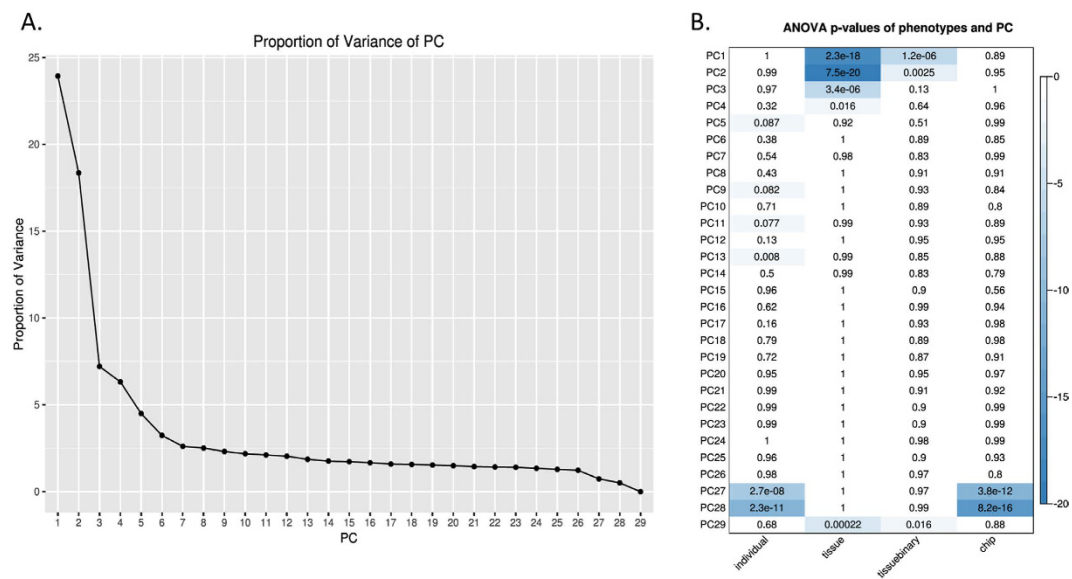 A.
Proportion of Variance of PC
Proportion of Variance
25
20
15
10
5
0
1 2 3 4 5 6 7 8 9 10 11 12 13 14 15 16 17 18 19 20 21 22 23 24 25 26 27 28 29
PC
B.
ANOVA p-values of phenotypes and PC
PC1 1 2.3e-18 1.2e-06 0.89
PC2 0.99 7.5e-20 0.0025 0.95
PC3 0.97 3.4e-06 0.13 1
PC4 0.32 0.016 0.64 0.96
PC5 0.087 0.92 0.51 0.99
PC6 0.38 1 0.89 0.85
PC7 0.54 0.98 0.83 0.99
PC8 0.43 1 0.91 0.91
PC9 0.082 1 0.93 0.84
PC10 0.71 1 0.89 0.8
PC11 0.077 0.99 0.93 0.89
PC12 0.13 1 0.95 0.95
PC13 0.008 0.99 0.85 0.88
PC14 0.5 0.99 0.83 0.79
PC15 0.96 1 0.9 0.56
PC16 0.62 1 0.99 0.94
PC17 0.16 1 0.93 0.98
PC18 0.79 1 0.89 0.98
PC19 0.72 1 0.87 0.91
PC20 0.95 1 0.95 0.97
PC21 0.99 1 0.91 0.92
PC22 0.99 1 0.9 0.99
PC23 0.99 1 0.9 0.99
PC24 1 1 0.98 0.99
PC25 0.96 1 0.9 0.93
PC26 0.98 1 0.97 0.8
PC27 2.7e-08 1 0.97 3.8e-12
PC28 2.3e-11 1 0.99 8.2e-16
PC29 0.68 0.00022 0.016 0.88
individual tissue tissuebinary chip
0
-5
-10
-15
-20